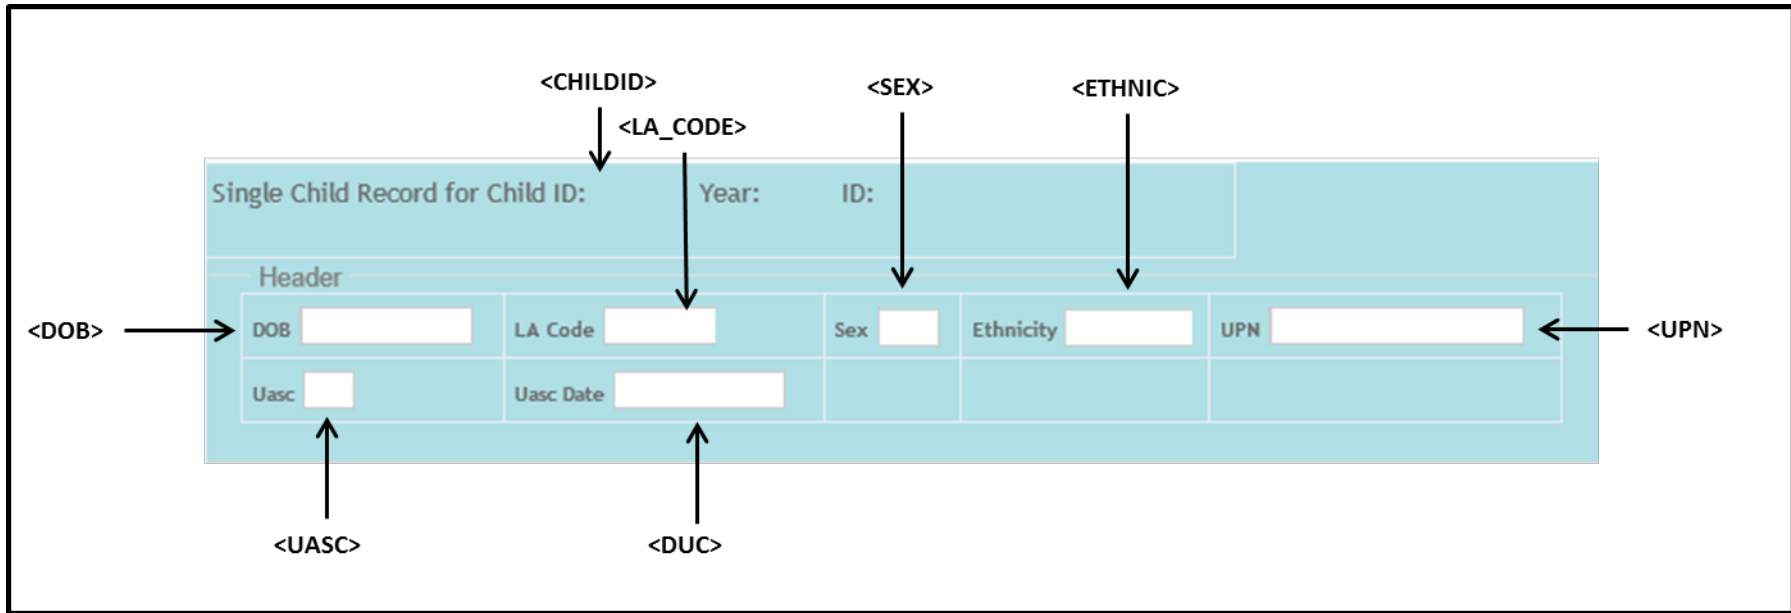 <CHILDID>
<SEX>
<ETHNIC>
<LA_CODE>
Single Child Record for Child ID: Year: ID:
Header
<DOB>
DOB LA Code Sex Ethnicity UPN
<UPN>
Uasc Uasc Date
<UASC>
<DUC>